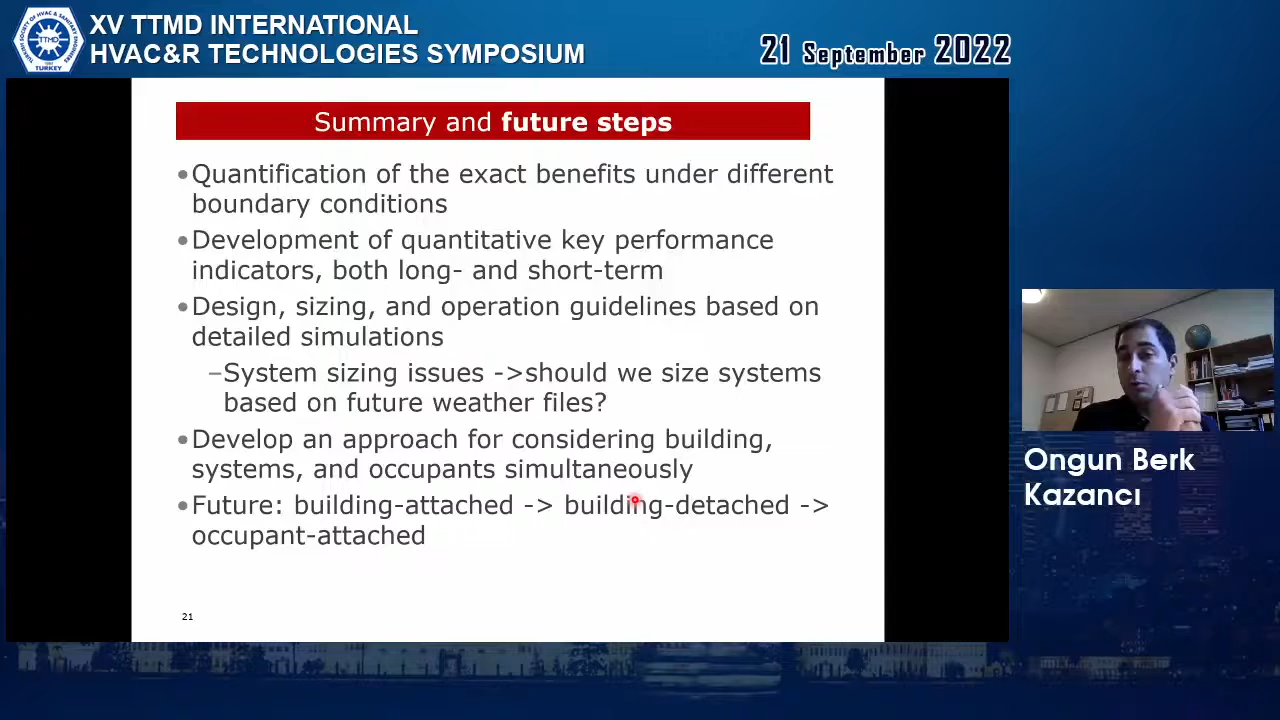 XV TTMD INTERNATIONAL
HVAC&R TECHNOLOGIES SYMPOSIUM
21 September 2022
TTMD
TURKEY
Summary and future steps
•Quantification of the exact benefits under different
boundary conditions
•Development of quantitative key performance
indicators, both long- and short-term
•Design, sizing, and operation guidelines based on
detailed simulations
–System sizing issues ->should we size systems
based on future weather files?
•Develop an approach for considering building,
systems, and occupants simultaneously
•Future: building-attached -> building-detached ->
occupant-attached
21
Ongun Berk
Kazancı